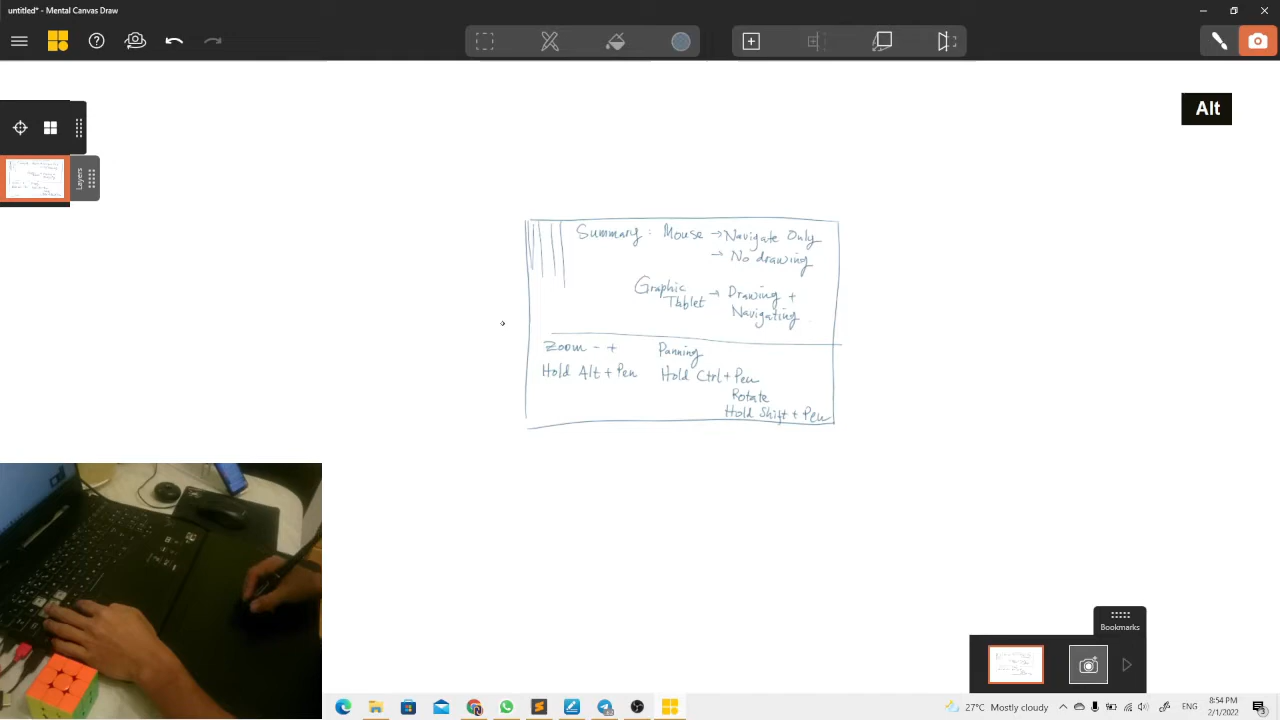 untitled* - Mental Canvas Draw
Alt
Layers
Summary : Mouse → Navigate Only
→ No drawing
Graphic Tablet → Drawing +
Navigating
Zoom - +
Hold Alt + Pen
Panning
Hold Ctrl + Pen
Rotate
Hold Shift + Pen
Bookmarks
27°C Mostly cloudy
ENG
8:54 PM
2/1/2022